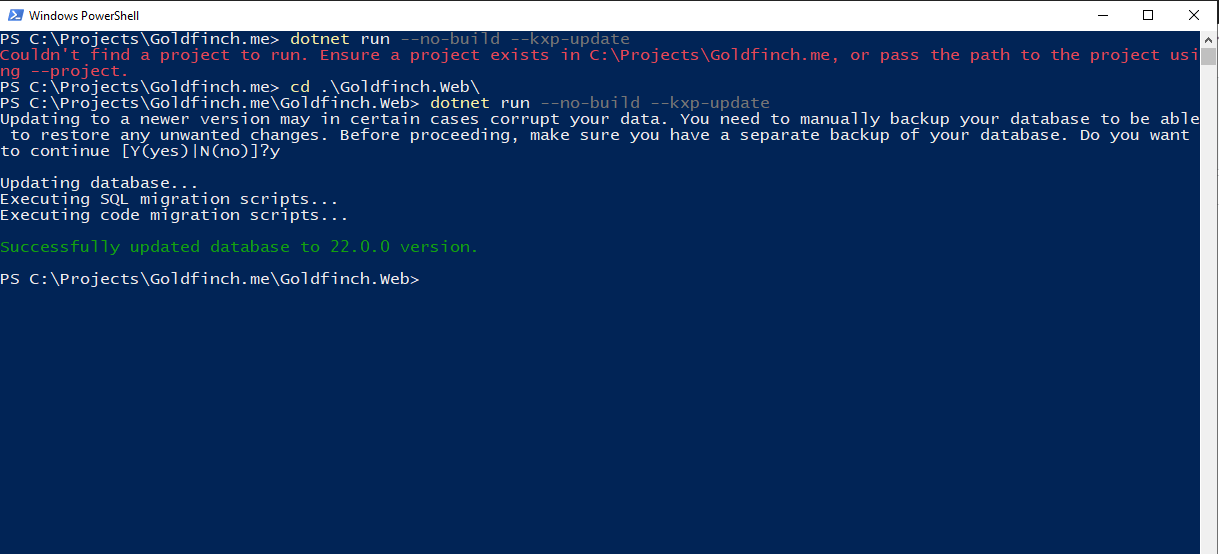 Windows PowerShell
PS C:\Projects\Goldfinch.me> dotnet run --no-build --kxp-update
Couldn't find a project to run. Ensure a project exists in C:\Projects\Goldfinch.me, or pass the path to the project usi
ng --project.
PS C:\Projects\Goldfinch.me> cd .\Goldfinch.Web\
PS C:\Projects\Goldfinch.me\Goldfinch.Web> dotnet run --no-build --kxp-update
Updating to a newer version may in certain cases corrupt your data. You need to manually backup your database to be able
 to restore any unwanted changes. Before proceeding, make sure you have a separate backup of your database. Do you want
to continue [Y(yes)|N(no)]?y
Updating database...
Executing SQL migration scripts...
Executing code migration scripts...
Successfully updated database to 22.0.0 version.
PS C:\Projects\Goldfinch.me\Goldfinch.Web>